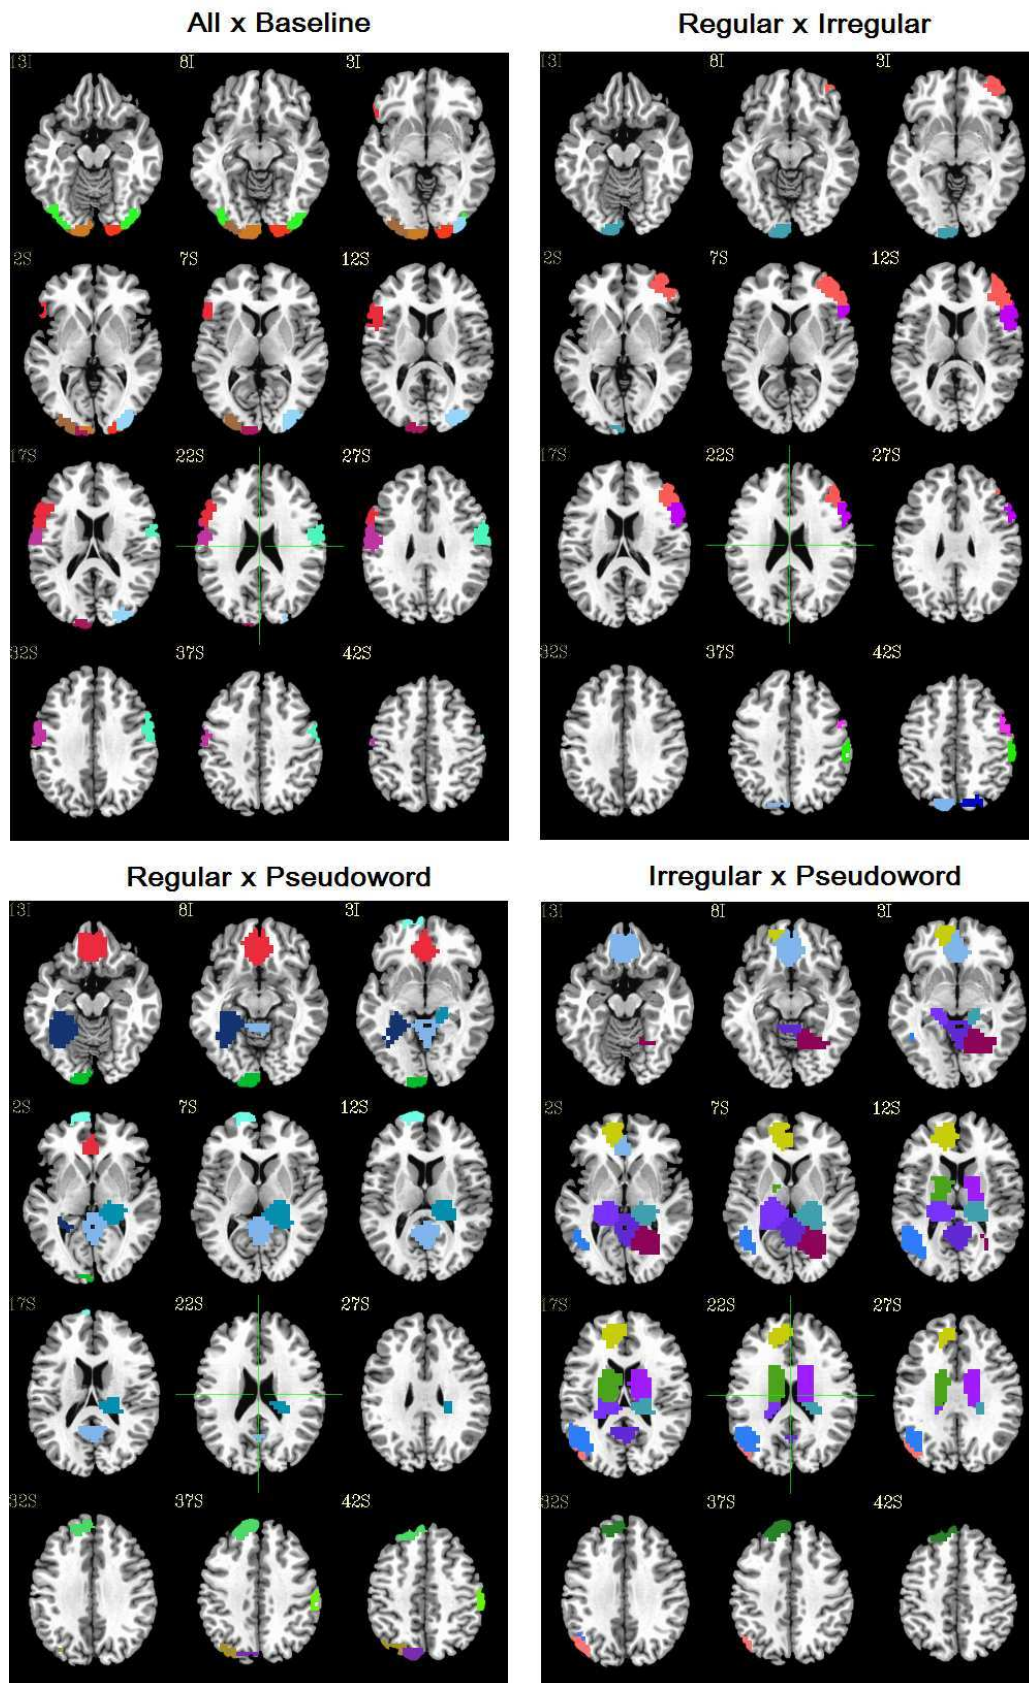 All x Baseline
13I 8I 3I
2S 7S 12S
17S 22S 27S
32S 37S 42S
Regular x Irregular
13I 8I 3I
2S 7S 12S
17S 22S 27S
32S 37S 42S
Regular x Pseudoword
13I 8I 3I
2S 7S 12S
17S 22S 27S
32S 37S 42S
Irregular x Pseudoword
13I 8I 3I
2S 7S 12S
17S 22S 27S
32S 37S 42S